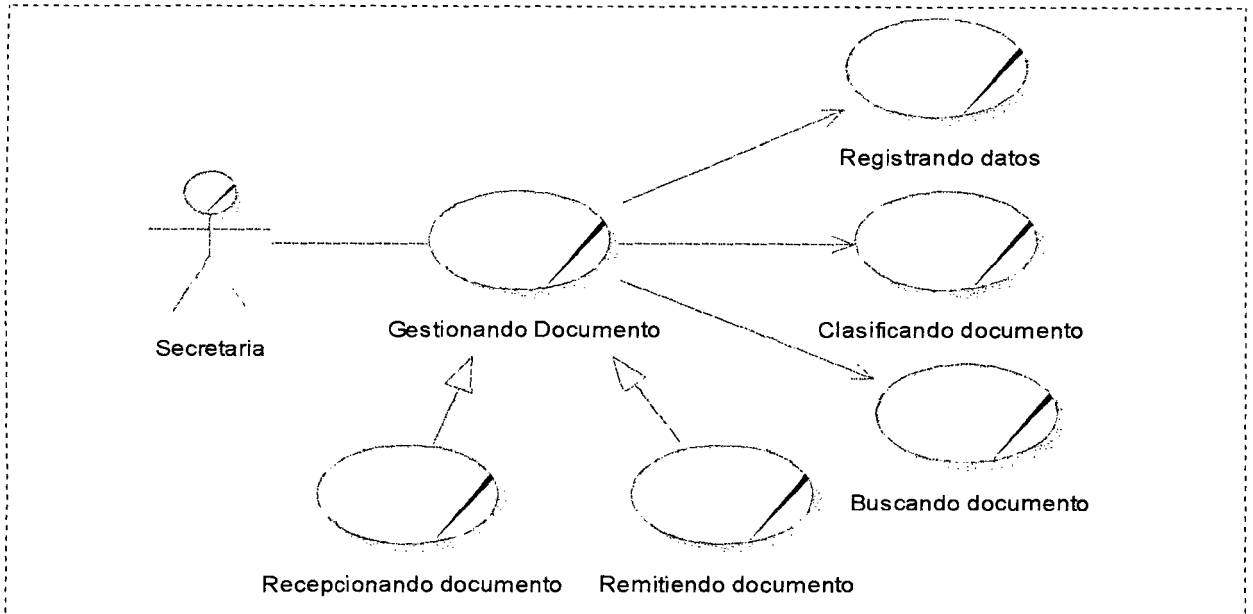 Registrando datos
Secretaria
Gestionando Documento
Clasificando documento
Buscando documento
Recepcionando documento
Remitiendo documento